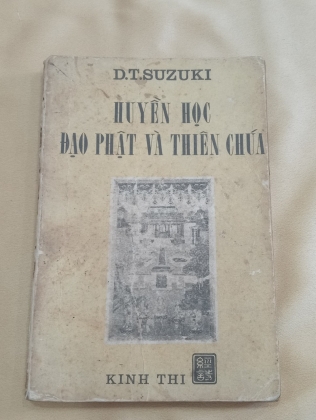 D.T.SUZUKI
HUYỀN HỌC
ĐẠO PHẬT VÀ THIÊN CHÚA
KINH THI